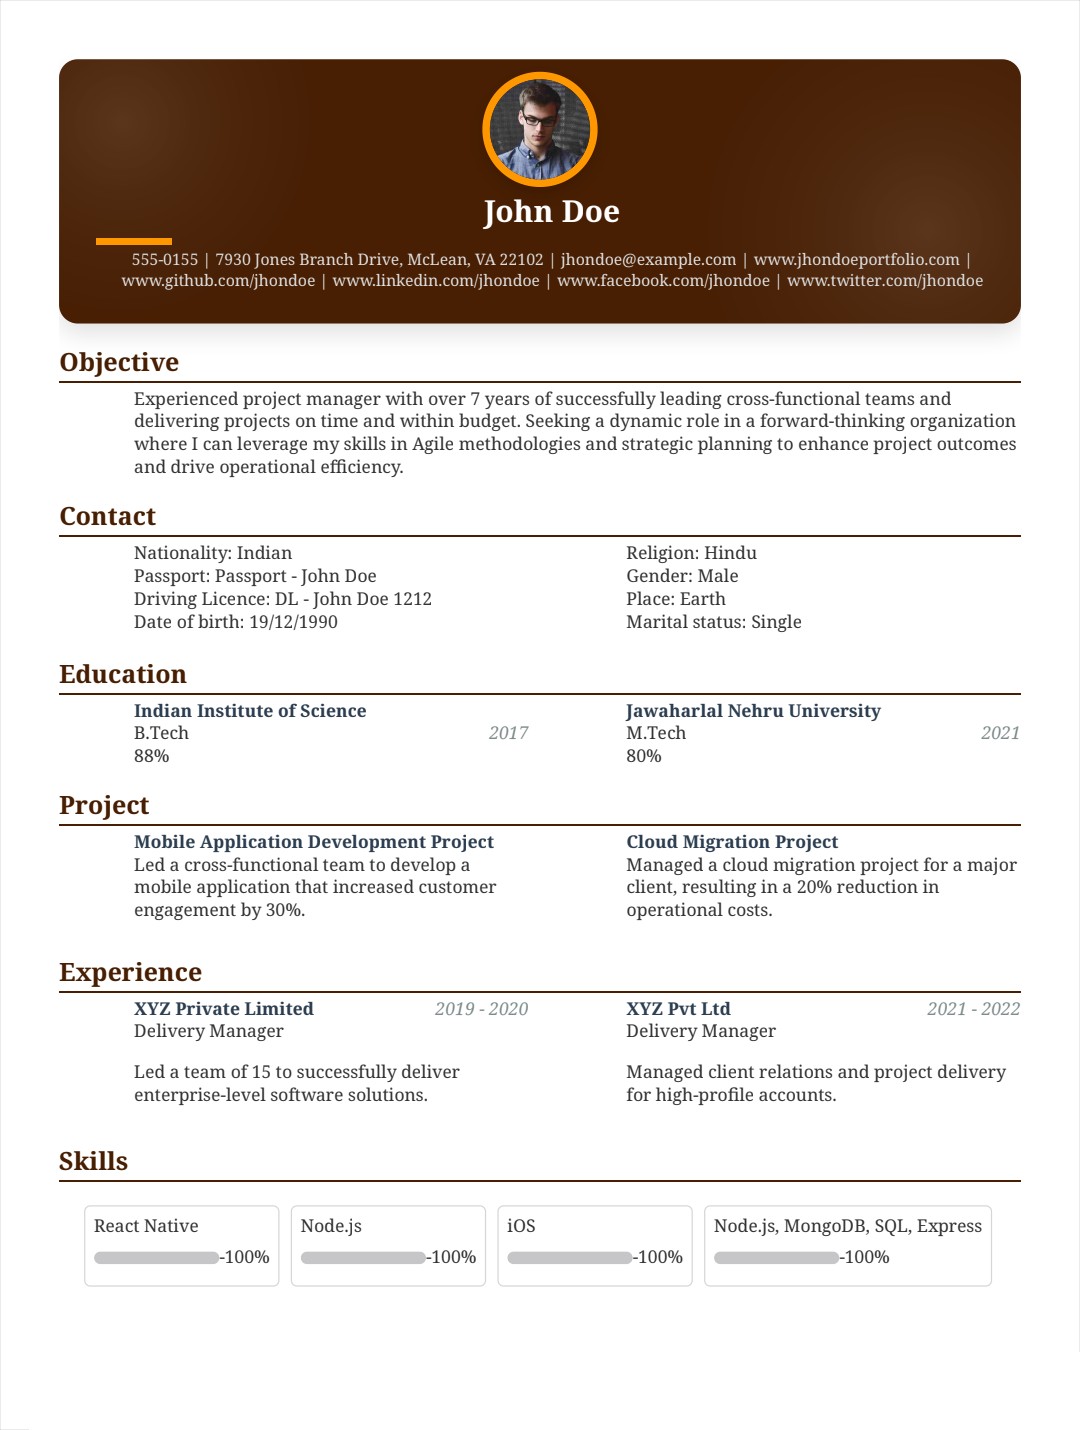 John Doe
555-0155 | 7930 Jones Branch Drive, McLean, VA 22102 | jhondoe@example.com | www.jhondoeportfolio.com |
www.github.com/jhondoe | www.linkedin.com/jhondoe | www.facebook.com/jhondoe | www.twitter.com/jhondoe
Objective
Experienced project manager with over 7 years of successfully leading cross-functional teams and
delivering projects on time and within budget. Seeking a dynamic role in a forward-thinking organization
where I can leverage my skills in Agile methodologies and strategic planning to enhance project outcomes
and drive operational efficiency.
Contact
Nationality: Indian
Passport: Passport - John Doe
Driving Licence: DL - John Doe 1212
Date of birth: 19/12/1990
Religion: Hindu
Gender: Male
Place: Earth
Marital status: Single
Education
Indian Institute of Science
B.Tech 2017
88%
Jawaharlal Nehru University
M.Tech 2021
80%
Project
Mobile Application Development Project
Led a cross-functional team to develop a
mobile application that increased customer
engagement by 30%.
Cloud Migration Project
Managed a cloud migration project for a major
client, resulting in a 20% reduction in
operational costs.
Experience
XYZ Private Limited 2019 - 2020
Delivery Manager
Led a team of 15 to successfully deliver
enterprise-level software solutions.
XYZ Pvt Ltd 2021 - 2022
Delivery Manager
Managed client relations and project delivery
for high-profile accounts.
Skills
React Native
-100%
Node.js
-100%
iOS
-100%
Node.js, MongoDB, SQL, Express
-100%